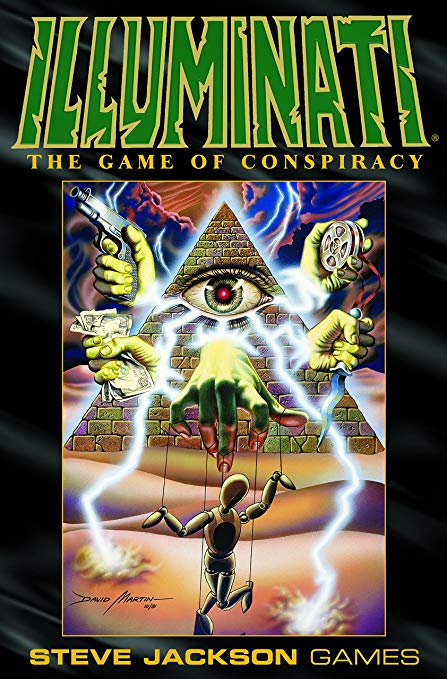 ILLUMINATI®
THE GAME OF CONSPIRACY
DAVID MARTIN
STEVE JACKSON GAMES